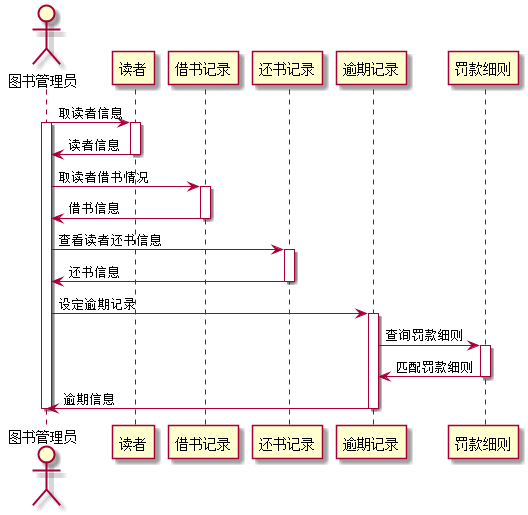 图书管理员
读者
借书记录
还书记录
逾期记录
罚款细则
取读者信息
读者信息
取读者借书情况
借书信息
查看读者还书信息
还书信息
设定逾期记录
查询罚款细则
匹配罚款细则
逾期信息
图书管理员
读者
借书记录
还书记录
逾期记录
罚款细则